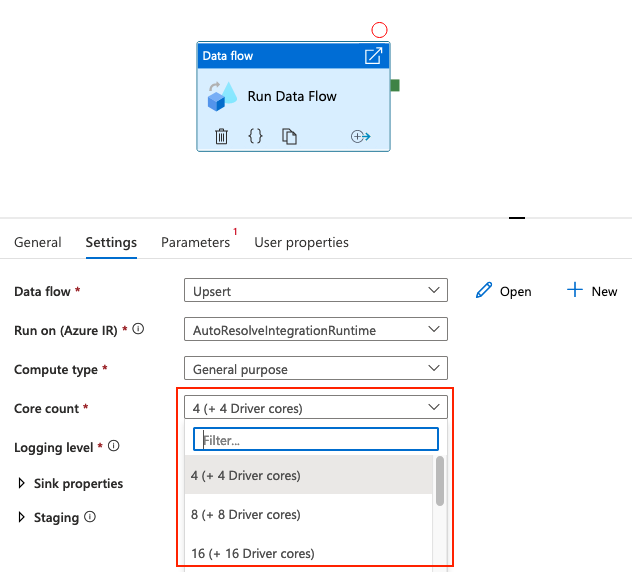 Data flow
Run Data Flow
{}
General Settings Parameters 1 User properties
Data flow * Upsert Open New
Run on (Azure IR) * AutoResolveIntegrationRuntime
Compute type * General purpose
Core count * 4 (+ 4 Driver cores)
Filter...
Logging level *
4 (+ 4 Driver cores)
Sink properties
8 (+ 8 Driver cores)
Staging
16 (+ 16 Driver cores)